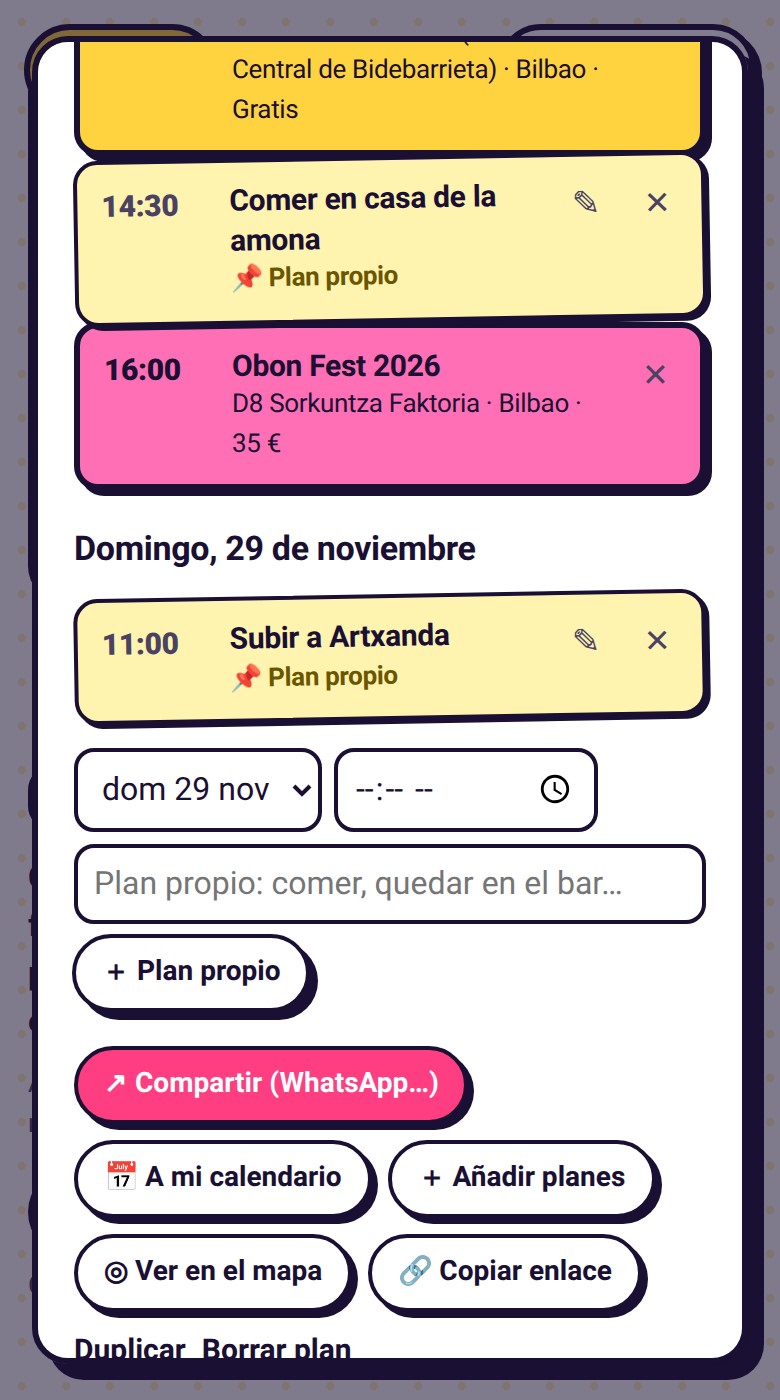 Central de Bidebarrieta) · Bilbao ·
Gratis
14:30
Comer en casa de la
amona
📌 Plan propio
✎ ✕
16:00
Obon Fest 2026
D8 Sorkuntza Faktoria · Bilbao ·
35 €
✕
Domingo, 29 de noviembre
11:00
Subir a Artxanda
📌 Plan propio
✎ ✕
dom 29 nov
--:-- --
Plan propio: comer, quedar en el bar…
+ Plan propio
↗ Compartir (WhatsApp…)
📅 A mi calendario
+ Añadir planes
◎ Ver en el mapa
🔗 Copiar enlace
Duplicar Borrar plan